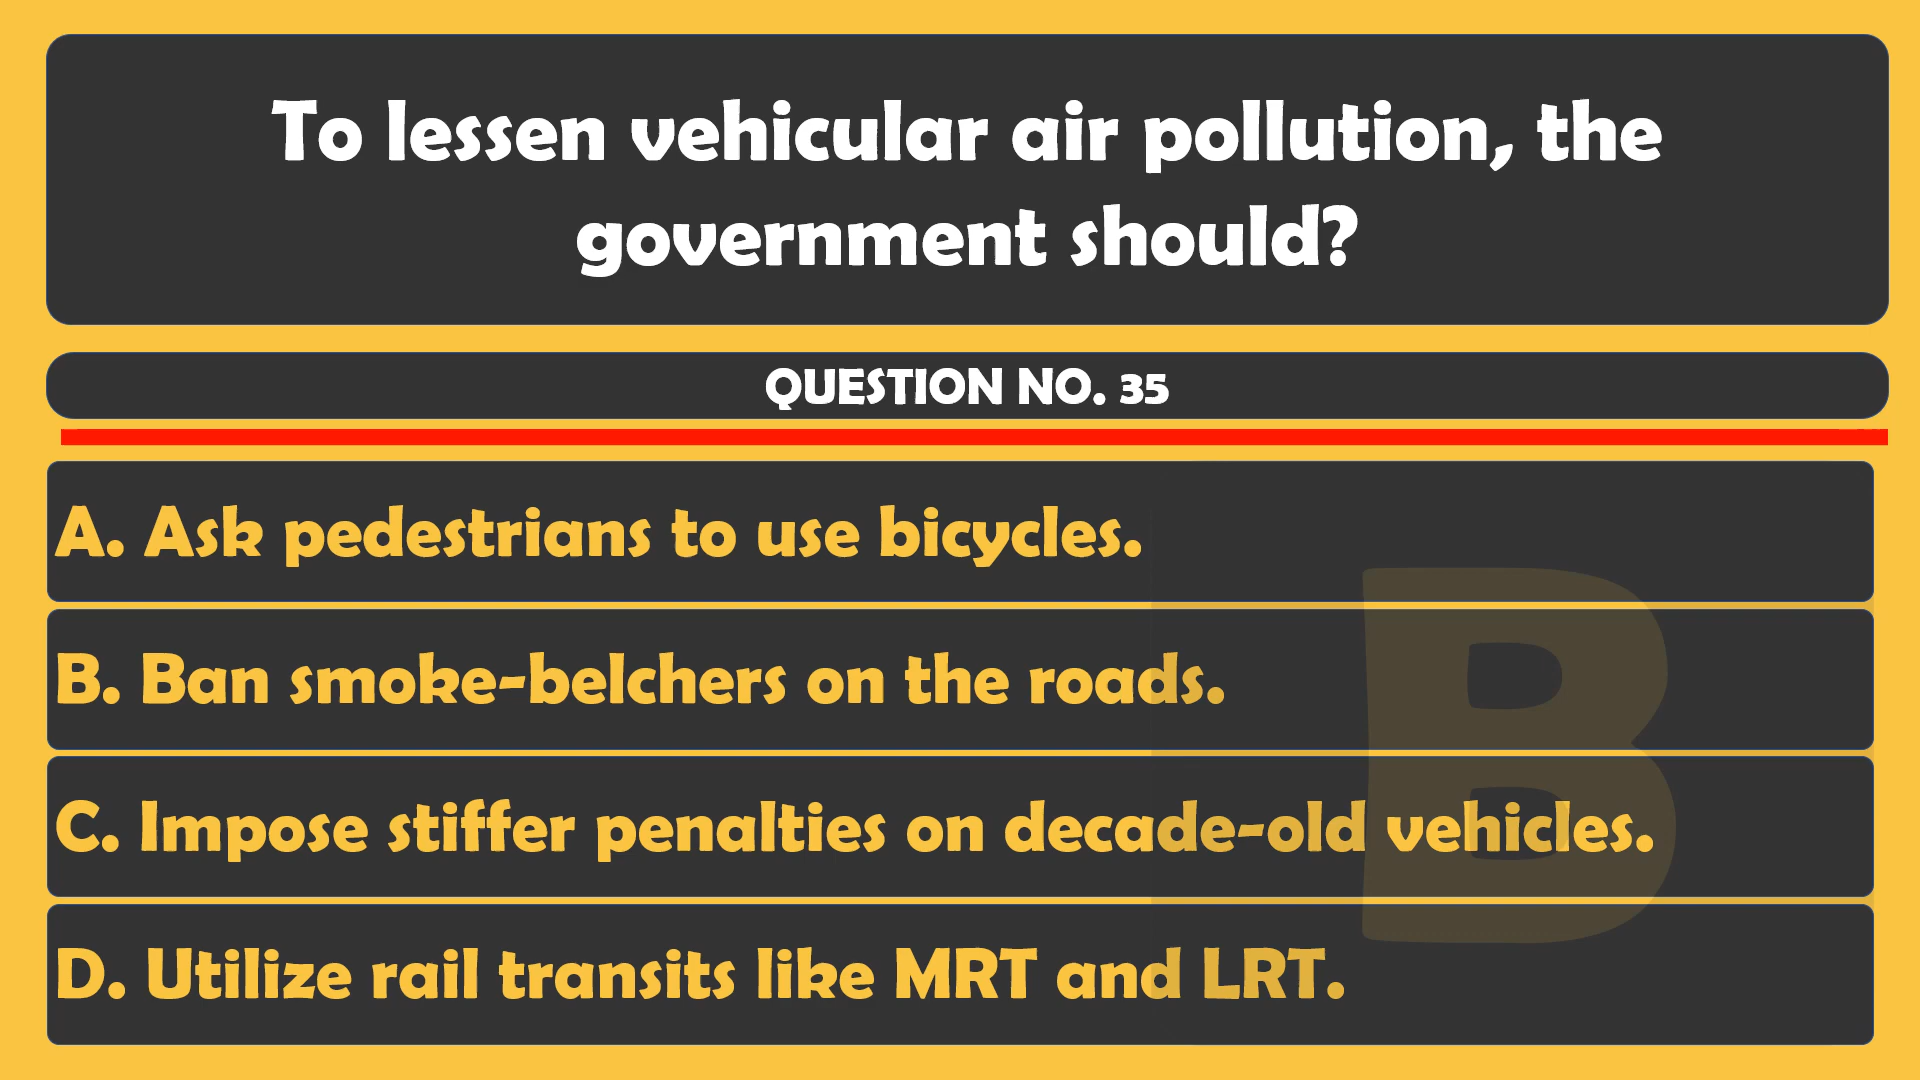 To lessen vehicular air pollution, the
government should?
QUESTION NO. 35
A. Ask pedestrians to use bicycles.
B. Ban smoke-belchers on the roads.
C. Impose stiffer penalties on decade-old vehicles.
D. Utilize rail transits like MRT and LRT.
B